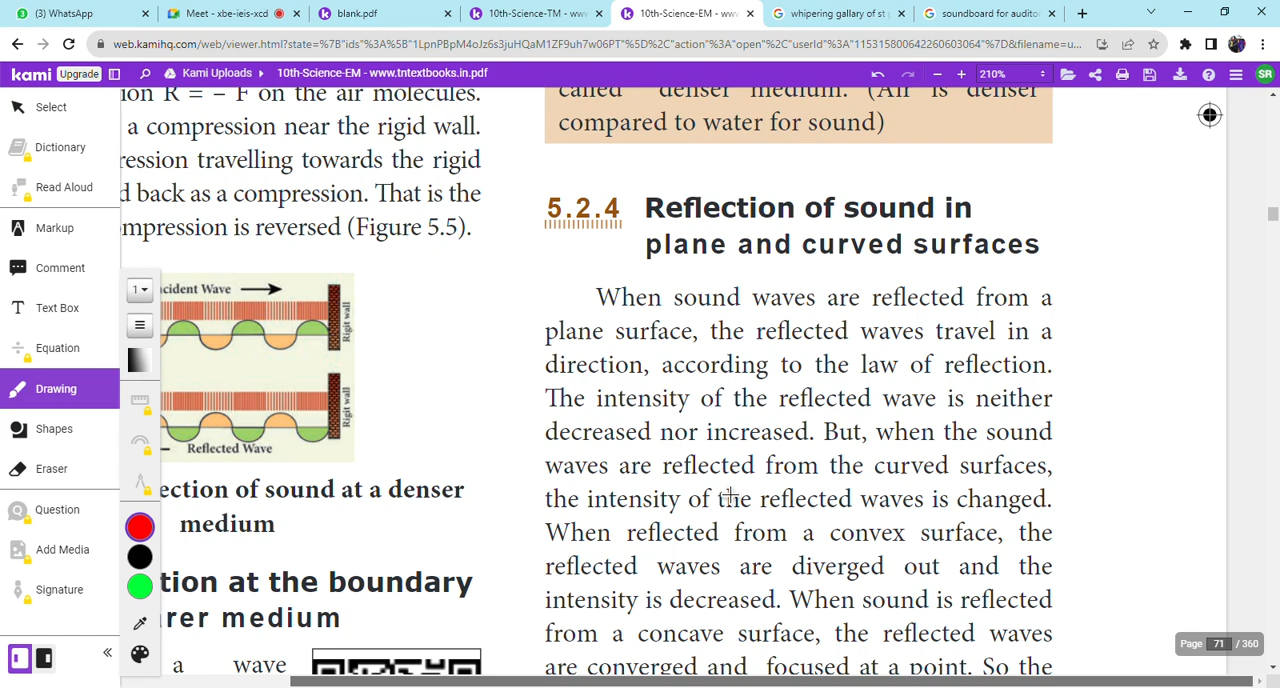 WhatsApp
Meet - xbe-ieis-xcd
blank.pdf
10th-Science-TM - ww
10th-Science-EM - ww
whipering gallary of st p
soundboard for auditor
web.kamihq.com/web/viewer.html?state=%7B"ids"%3A%5B"1LpnPBpM4oJz6s3juHQaM1ZF9uh7w06PT"%5D%2C"action"%3A"open"%2C"userId"%3A"115315800642260603064"%7D&filename=u...
kami Upgrade
Kami Uploads
10th-Science-EM - www.tntextbooks.in.pdf
210%
SR
Select
Dictionary
Read Aloud
Markup
Comment
Text Box
Equation
Drawing
Shapes
Eraser
Question
Add Media
Signature
1
ion R = – F on the air molecules.
a compression near the rigid wall.
ression travelling towards the rigid
d back as a compression. That is the
mpression is reversed (Figure 5.5).
cident Wave
Rigit wall
Rigit wall
Reflected Wave
ection of sound at a denser
medium
tion at the boundary
rer medium
a wave
called denser medium. (Air is denser
compared to water for sound)
5.2.4 Reflection of sound in
plane and curved surfaces
When sound waves are reflected from a
plane surface, the reflected waves travel in a
direction, according to the law of reflection.
The intensity of the reflected wave is neither
decreased nor increased. But, when the sound
waves are reflected from the curved surfaces,
the intensity of the reflected waves is changed.
When reflected from a convex surface, the
reflected waves are diverged out and the
intensity is decreased. When sound is reflected
from a concave surface, the reflected waves
are converged and focused at a point. So the
Page 71 / 360